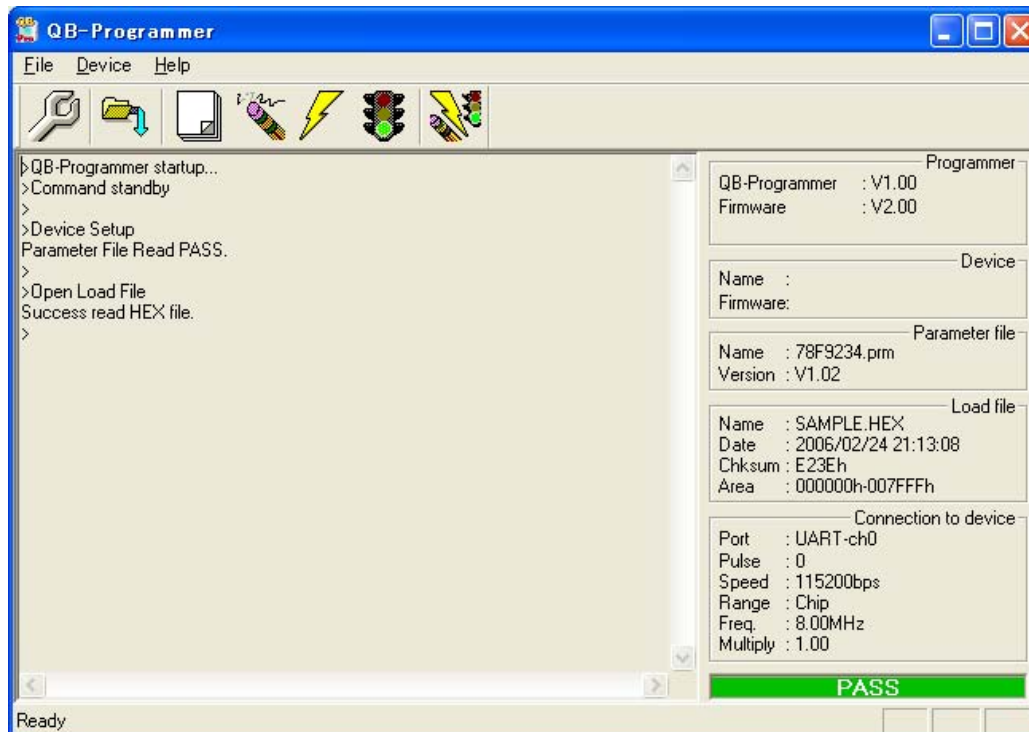 QB-Programmer
File Device Help
>QB-Programmer startup...
>Command standby
>
>Device Setup
Parameter File Read PASS.
>
>Open Load File
Success read HEX file.
>
Programmer
QB-Programmer : V1.00
Firmware : V2.00
Device
Name :
Firmware:
Parameter file
Name : 78F9234.prm
Version : V1.02
Load file
Name : SAMPLE.HEX
Date : 2006/02/24 21:13:08
Chksum : E23Eh
Area : 000000h-007FFFh
Connection to device
Port : UART-ch0
Pulse : 0
Speed : 115200bps
Range : Chip
Freq. : 8.00MHz
Multiply : 1.00
PASS
Ready